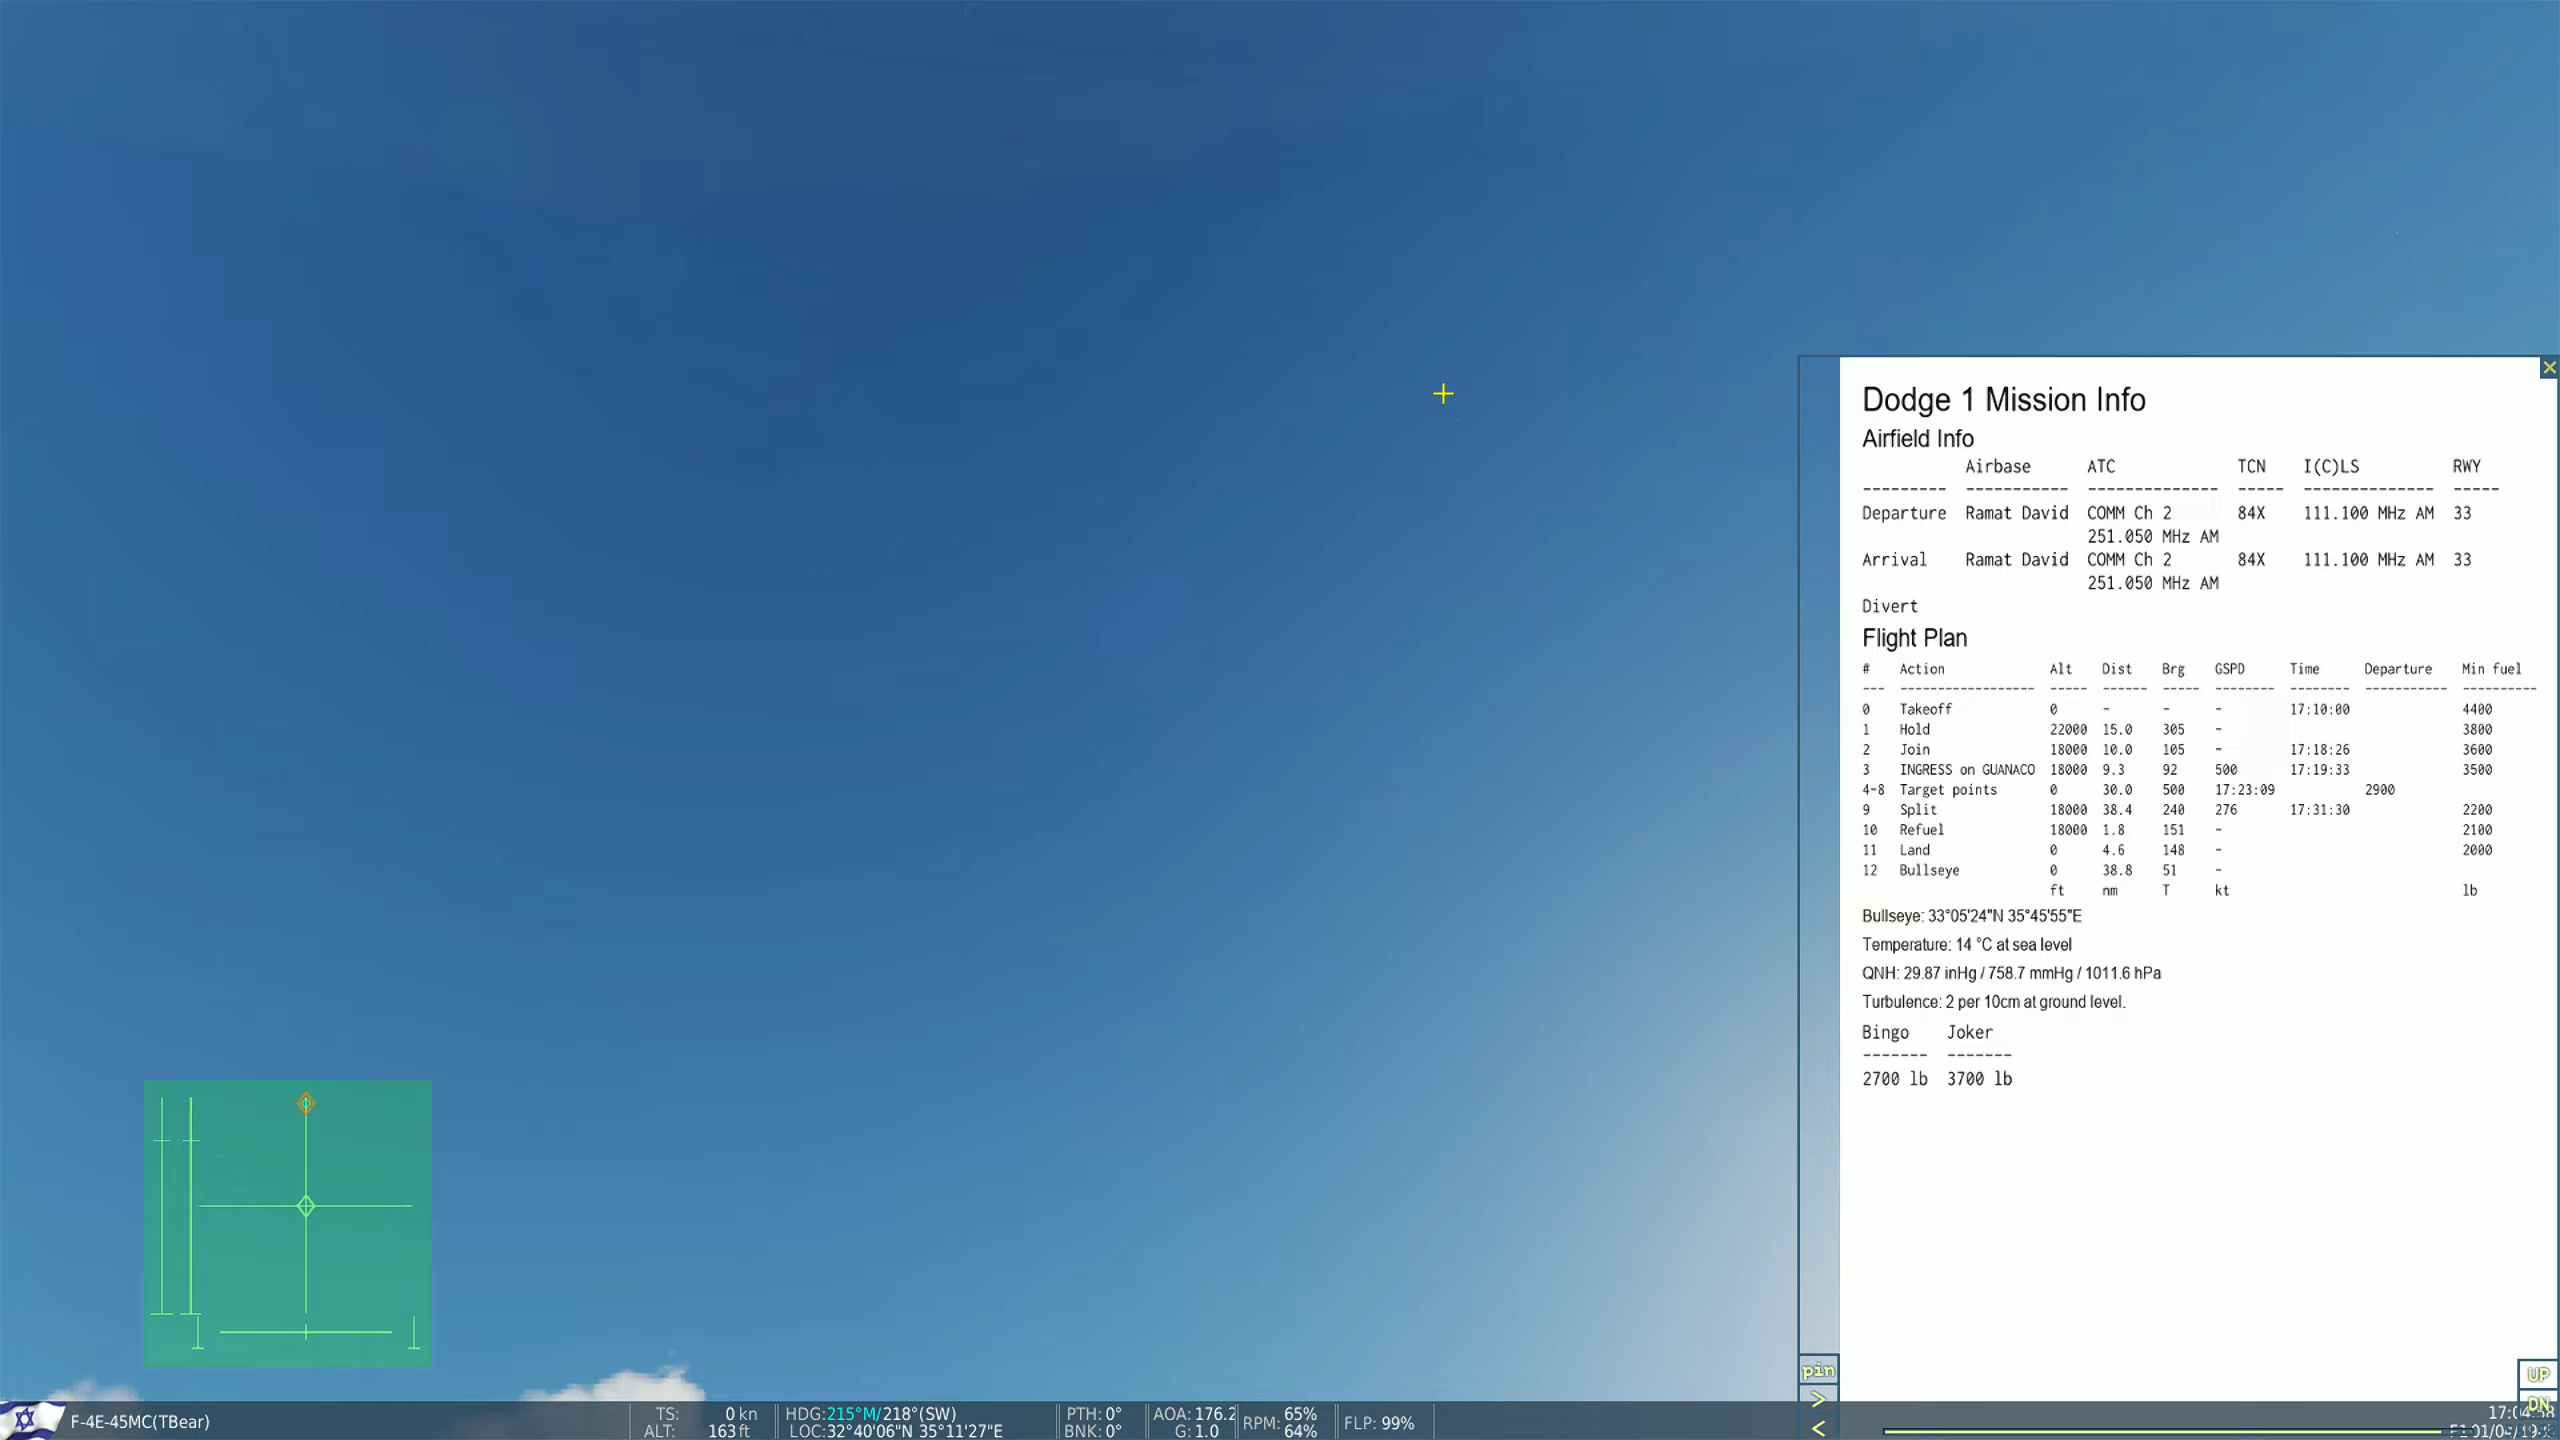 Dodge 1 Mission Info
Airfield Info
Airbase ATC TCN I(C)LS RWY
--------- ----------- -------------- ----- -------------- -----
Departure Ramat David COMM Ch 2 84X 111.100 MHz AM 33
251.050 MHz AM
Arrival Ramat David COMM Ch 2 84X 111.100 MHz AM 33
251.050 MHz AM
Divert
Flight Plan
# Action Alt Dist Brg GSPD Time Departure Min fuel
--- ------------------ ----- ------ ----- -------- -------- ----------- ----------
0 Takeoff 0 - - - 17:10:00 4400
1 Hold 22000 15.0 305 - 3800
2 Join 18000 10.0 105 - 17:18:26 3600
3 INGRESS on GUANACO 18000 9.3 92 500 17:19:33 3500
4-8 Target points 0 30.0 500 17:23:09 2900
9 Split 18000 38.4 240 276 17:31:30 2200
10 Refuel 18000 1.8 151 - 2100
11 Land 0 4.6 148 - 2000
12 Bullseye 0 38.8 51 -
ft nm T kt lb
Bullseye: 33°05'24"N 35°45'55"E
Temperature: 14 °C at sea level
QNH: 29.87 inHg / 758.7 mmHg / 1011.6 hPa
Turbulence: 2 per 10cm at ground level.
Bingo Joker
------- -------
2700 lb 3700 lb
pin
>
<
UP
DN
F-4E-45MC(TBear)
TS: 0 kn HDG:215°M/218°(SW) PTH: 0° AOA: 176.2 RPM: 65% FLP: 99%
ALT: 163 ft LOC:32°40'06"N 35°11'27"E BNK: 0° G: 1.0 64%